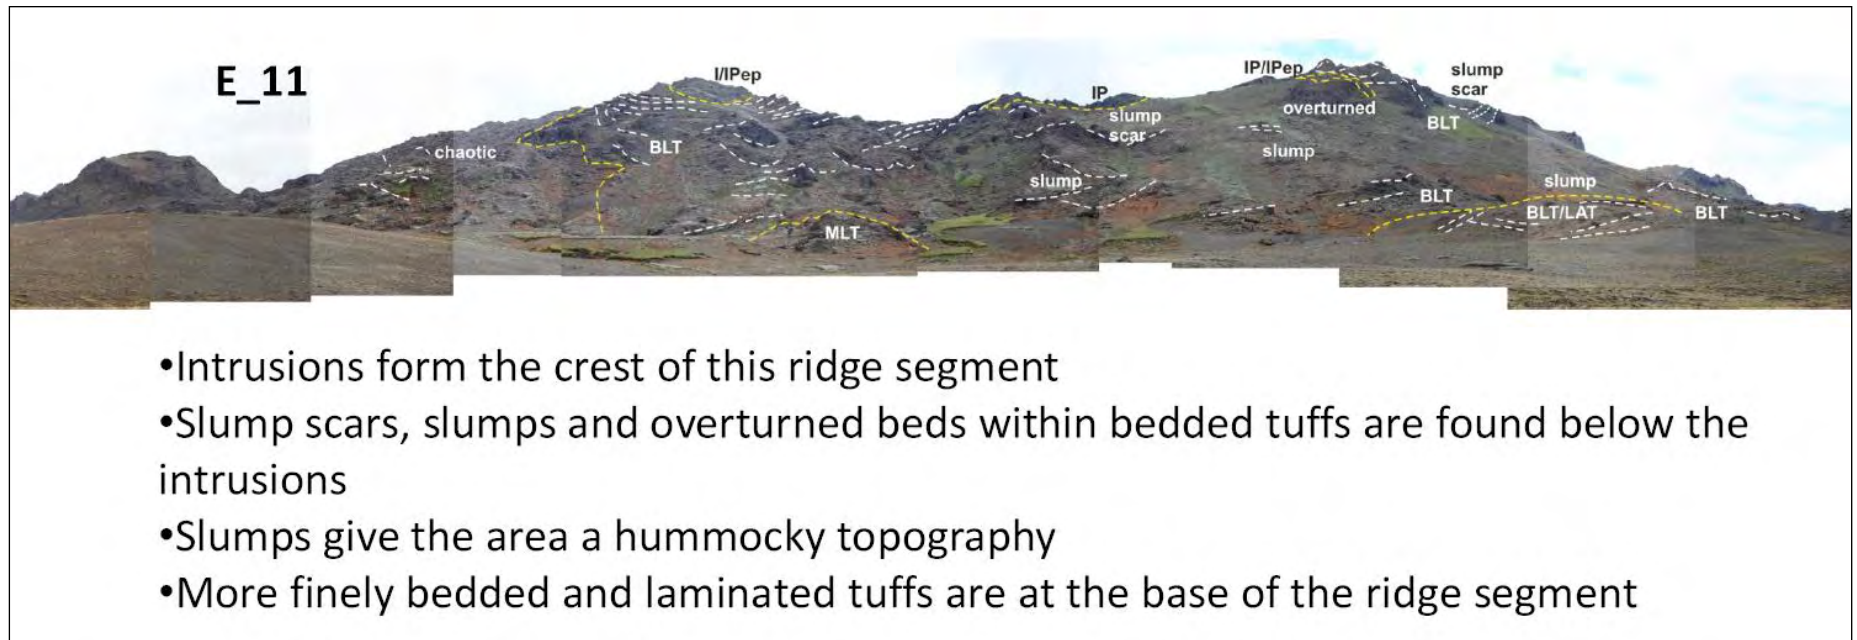 E_11
I/IPep
IP/IPep
slump
scar
IP
overturned
slump
scar
BLT
chaotic
BLT
slump
slump
slump
BLT
BLT/LAT
BLT
MLT
•Intrusions form the crest of this ridge segment
•Slump scars, slumps and overturned beds within bedded tuffs are found below the
intrusions
•Slumps give the area a hummocky topography
•More finely bedded and laminated tuffs are at the base of the ridge segment